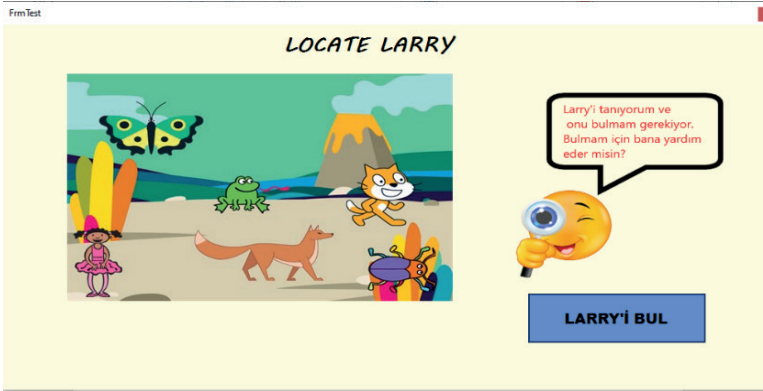 FrmTest
LOCATE LARRY
Larry'i tanıyorum ve
onu bulmam gerekiyor.
Bulmam için bana yardım
eder misin?
LARRY'İ BUL